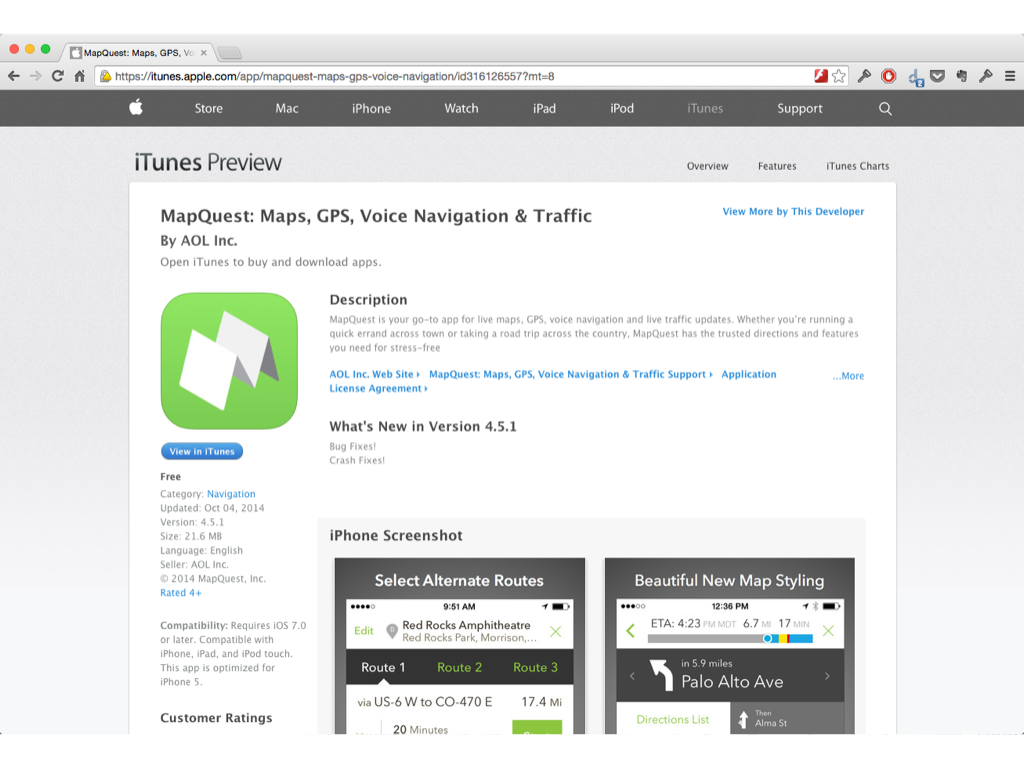 MapQuest: Maps, GPS, Vo
https://itunes.apple.com/app/mapquest-maps-gps-voice-navigation/id316126557?mt=8
Store Mac iPhone Watch iPad iPod iTunes Support
iTunes Preview
Overview Features iTunes Charts
MapQuest: Maps, GPS, Voice Navigation & Traffic
View More by This Developer
By AOL Inc.
Open iTunes to buy and download apps.
Description
MapQuest is your go-to app for live maps, GPS, voice navigation and live traffic updates. Whether you're running a
quick errand across town or taking a road trip across the country, MapQuest has the trusted directions and features
you need for stress-free
AOL Inc. Web Site MapQuest: Maps, GPS, Voice Navigation & Traffic Support Application
License Agreement
...More
What's New in Version 4.5.1
Bug Fixes!
Crash Fixes!
View in iTunes
Free
Category: Navigation
Updated: Oct 04, 2014
Version: 4.5.1
Size: 21.6 MB
Language: English
Seller: AOL Inc.
© 2014 MapQuest, Inc.
Rated 4+
Compatibility: Requires iOS 7.0
or later. Compatible with
iPhone, iPad, and iPod touch.
This app is optimized for
iPhone 5.
Customer Ratings
iPhone Screenshot
Select Alternate Routes
9:51 AM
Edit
Red Rocks Amphitheatre
Red Rocks Park, Morrison,...
Route 1 Route 2 Route 3
via US-6 W to CO-470 E 17.4 Mi
20 Minutes
Beautiful New Map Styling
12:36 PM
ETA: 4:23 PM MDT 6.7 MI 17 MIN
in 5.9 miles
Palo Alto Ave
Directions List
Then
Alma St